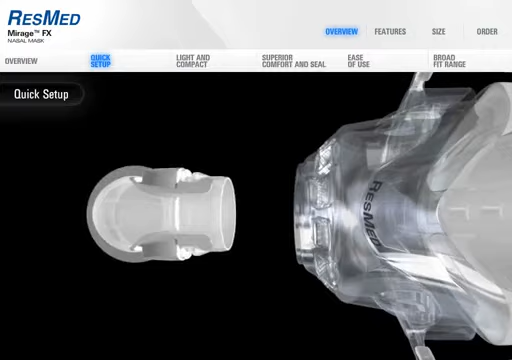 RESMED
Mirage™ FX
NASAL MASK
OVERVIEW
FEATURES
SIZE
ORDER
OVERVIEW
QUICK
SETUP
LIGHT AND
COMPACT
SUPERIOR
COMFORT AND SEAL
EASE
OF USE
BROAD
FIT RANGE
Quick Setup
RESMED